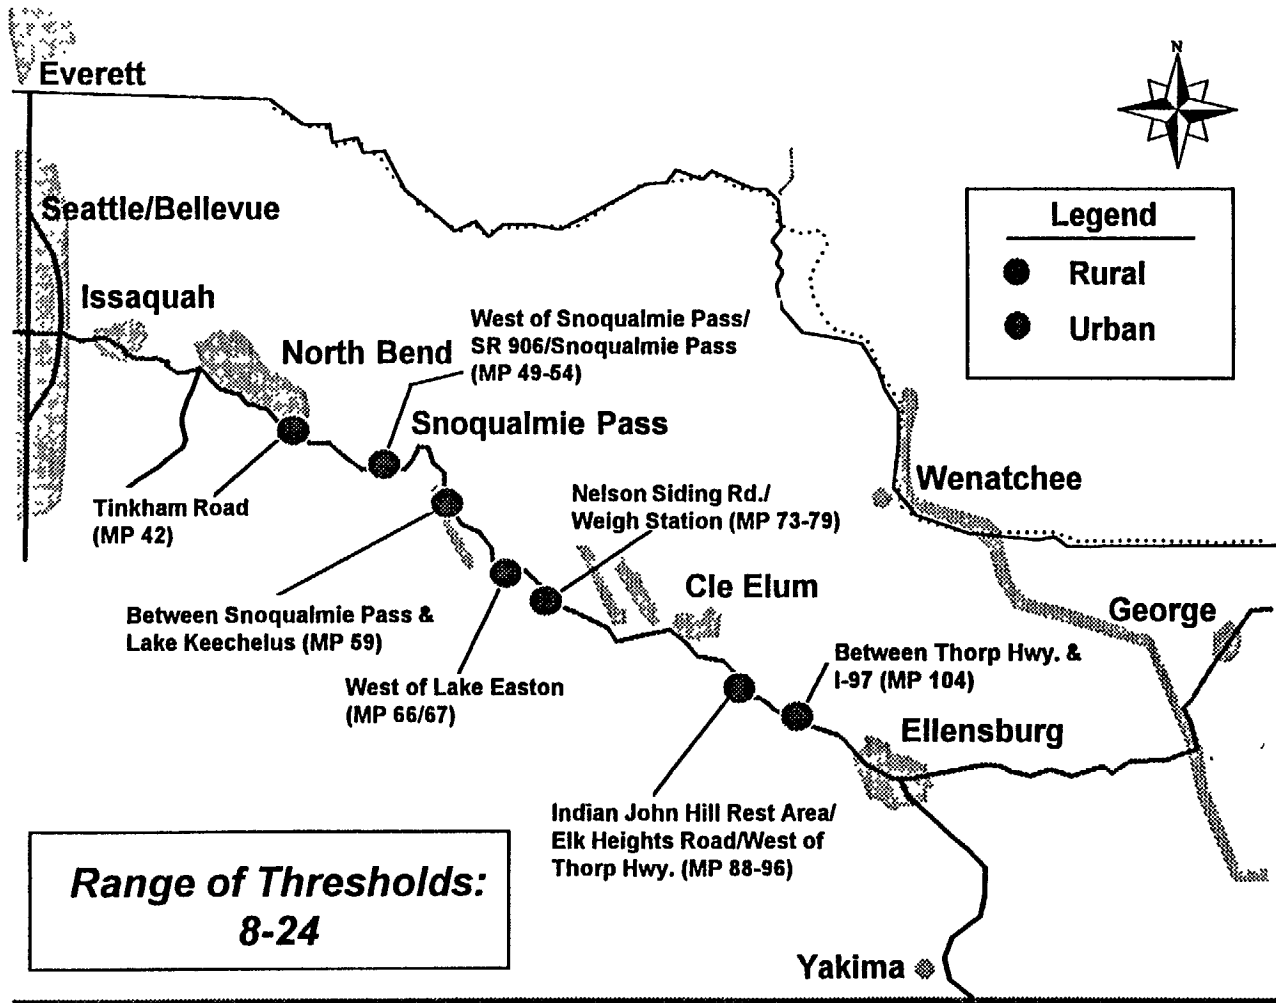 N
Everett
Seattle/Bellevue
Legend
Rural
Urban
Issaquah
West of Snoqualmie Pass/
SR 906/Snoqualmie Pass
(MP 49-54)
North Bend
Snoqualmie Pass
Tinkham Road
(MP 42)
Nelson Siding Rd./
Weigh Station (MP 73-79)
Wenatchee
Cle Elum
George
Between Snoqualmie Pass &
Lake Keechelus (MP 59)
West of Lake Easton
(MP 66/67)
Between Thorp Hwy. &
I-97 (MP 104)
Ellensburg
Indian John Hill Rest Area/
Elk Heights Road/West of
Thorp Hwy. (MP 88-96)
Range of Thresholds:
8-24
Yakima